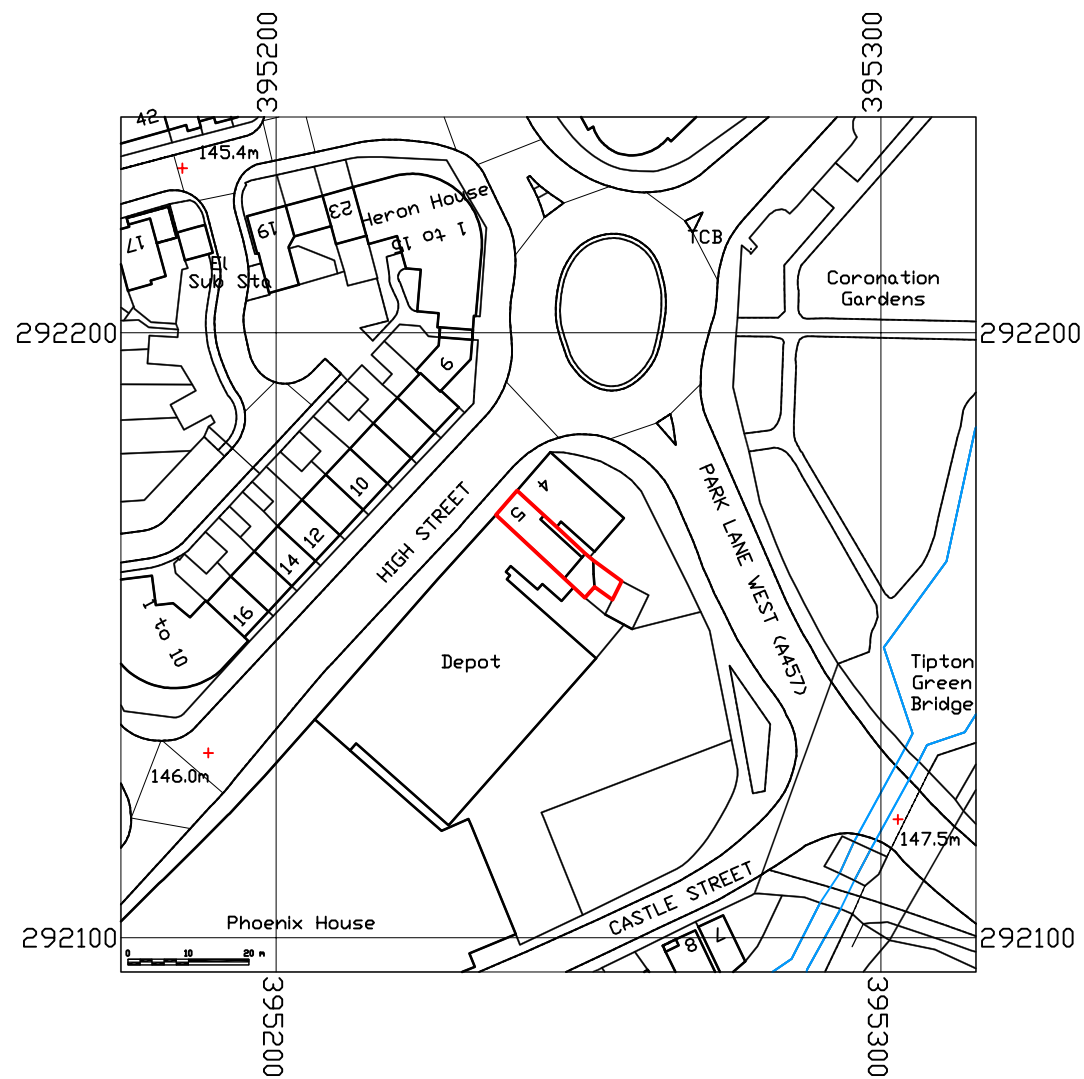 395200
395300
42
145.4m
23
Heron House
19
1 to 15
17
TCB
El
Sub Sta
Coronation
Gardens
292200
292200
6
4
10
5
PARK LANE WEST (A457)
HIGH STREET
12
14
16
1 to 10
Depot
Tipton
Green
Bridge
146.0m
147.5m
CASTLE STREET
Phoenix House
7
8
292100
292100
0 10 20 m
395200
395300